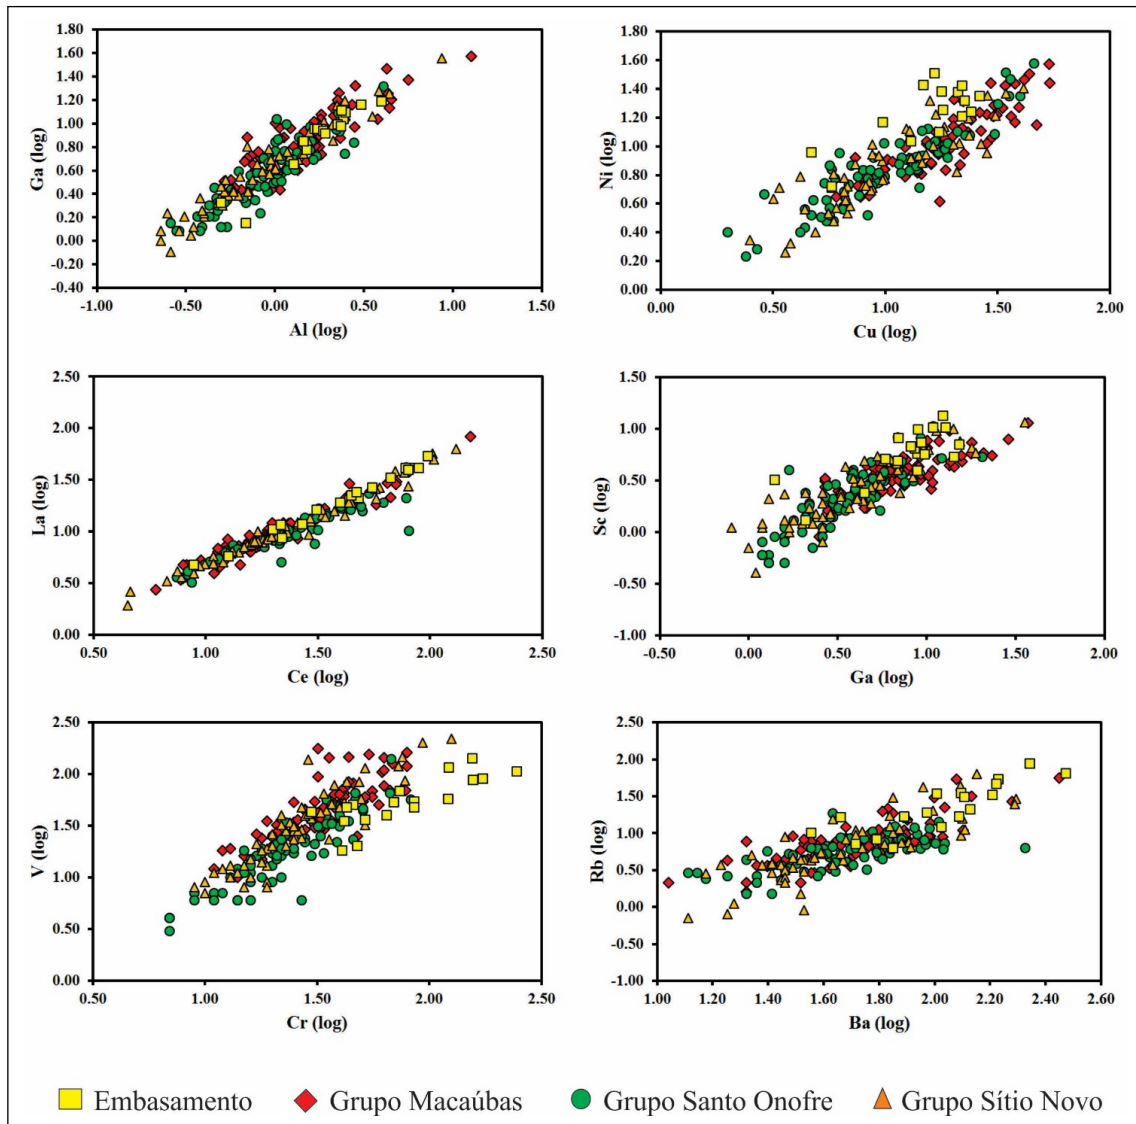 1.80
1.60
1.40
1.20
1.00
0.80
0.60
0.40
0.20
0.00
-0.20
-0.40
Ga (log)
-1.00 -0.50 0.00 0.50 1.00 1.50
Al (log)
1.80
1.60
1.40
1.20
1.00
0.80
0.60
0.40
0.20
0.00
Ni (log)
0.00 0.50 1.00 1.50 2.00
Cu (log)
2.50
2.00
1.50
1.00
0.50
0.00
La (log)
0.50 1.00 1.50 2.00 2.50
Ce (log)
1.50
1.00
0.50
0.00
-0.50
-1.00
Sc (log)
-0.50 0.00 0.50 1.00 1.50 2.00
Ga (log)
2.50
2.00
1.50
1.00
0.50
0.00
V (log)
0.50 1.00 1.50 2.00 2.50
Cr (log)
2.50
2.00
1.50
1.00
0.50
0.00
-0.50
-1.00
Rb (log)
1.00 1.20 1.40 1.60 1.80 2.00 2.20 2.40 2.60
Ba (log)
Embasamento Grupo Macaúbas Grupo Santo Onofre Grupo Sítio Novo